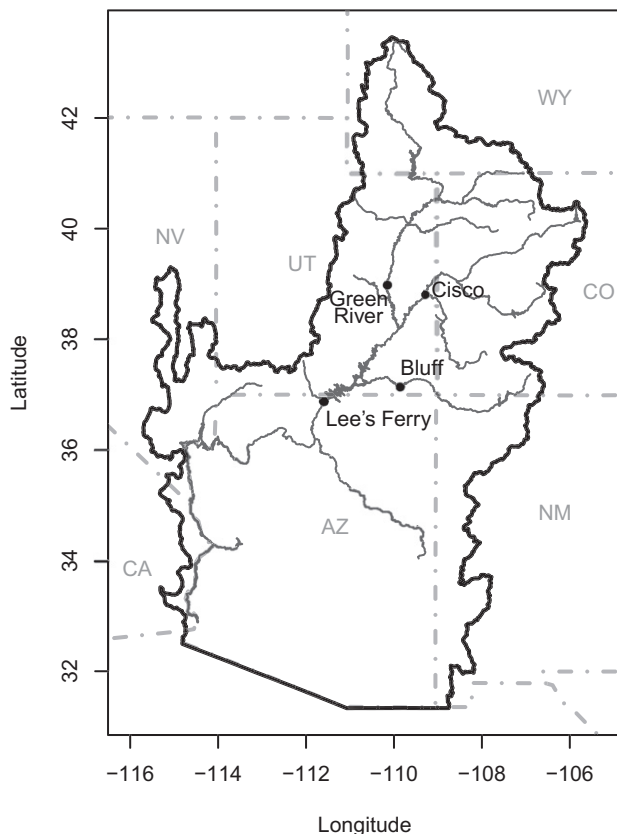 WY
42
40
NV
UT
Green
River
Cisco
CO
38
Latitude
Bluff
Lee's Ferry
36
AZ
NM
34
CA
32
−116
−114
−112
−110
−108
−106
Longitude